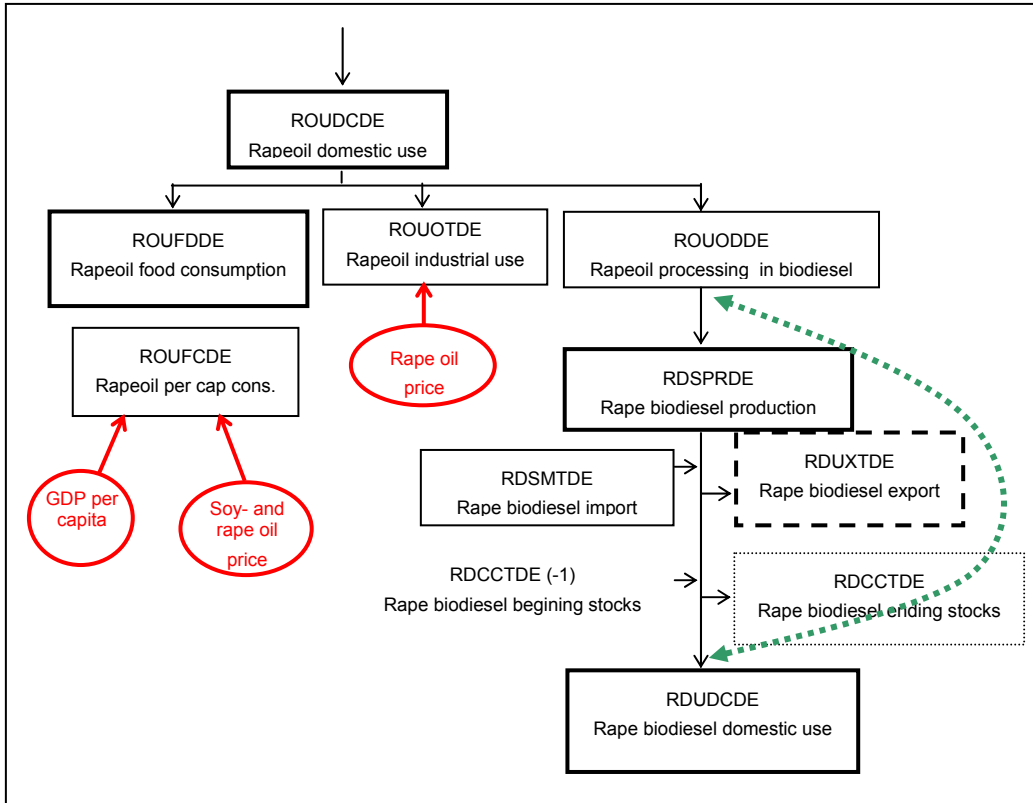 ROUDCDE
Rapeoil domestic use
ROUFDDE
Rapeoil food consumption
ROUOTDE
Rapeoil industrial use
ROUODDE
Rapeoil processing in biodiesel
ROUFCDE
Rapeoil per cap cons.
Rape oil
price
RDSPRDE
Rape biodiesel production
GDP per
capita
Soy- and
rape oil
price
RDSMTDE
Rape biodiesel import
RDUXTDE
Rape biodiesel export
RDCCTDE (-1)
Rape biodiesel begining stocks
RDCCTDE
Rape biodiesel ending stocks
RDUDCDE
Rape biodiesel domestic use